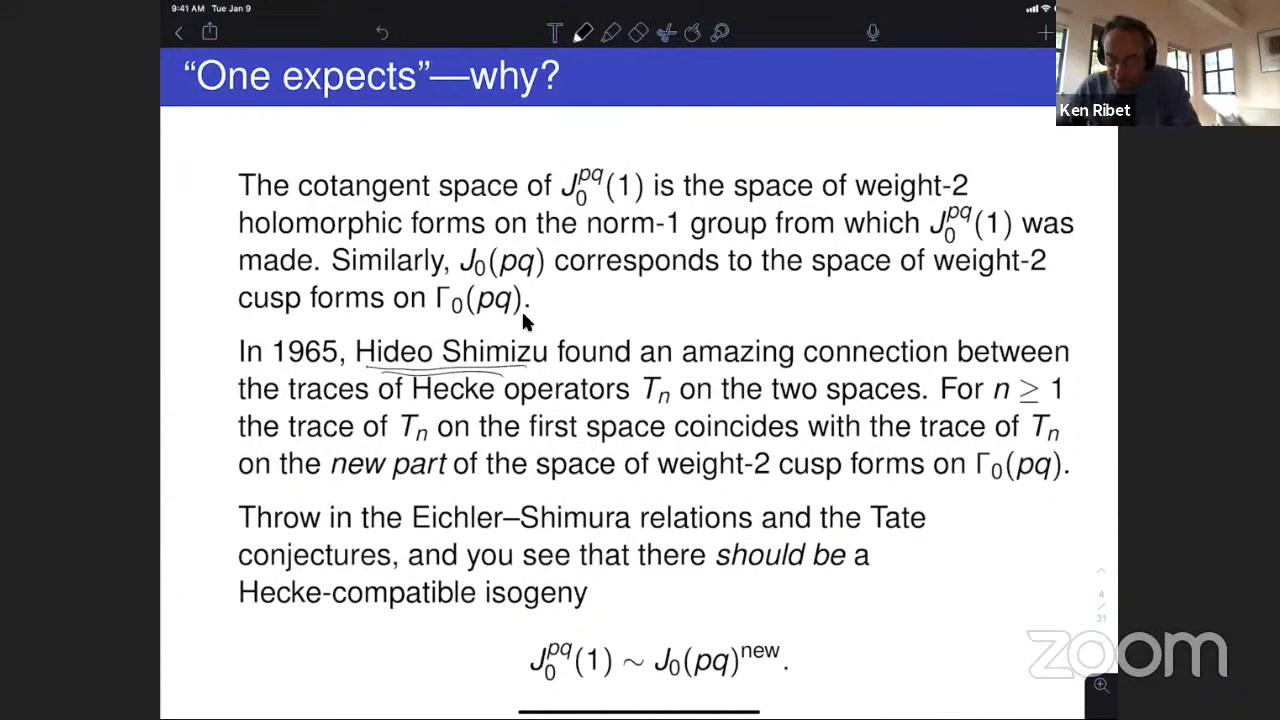 9:41 AM Tue Jan 9
"One expects"—why?
Ken Ribet
The cotangent space of J_0^{pq}(1) is the space of weight-2
holomorphic forms on the norm-1 group from which J_0^{pq}(1) was
made. Similarly, J_0(pq) corresponds to the space of weight-2
cusp forms on Γ_0(pq).
In 1965, Hideo Shimizu found an amazing connection between
the traces of Hecke operators T_n on the two spaces. For n ≥ 1
the trace of T_n on the first space coincides with the trace of T_n
on the new part of the space of weight-2 cusp forms on Γ_0(pq).
Throw in the Eichler–Shimura relations and the Tate
conjectures, and you see that there should be a
Hecke-compatible isogeny
J_0^{pq}(1) ∼ J_0(pq)^{new}.
4
/
31
zoom